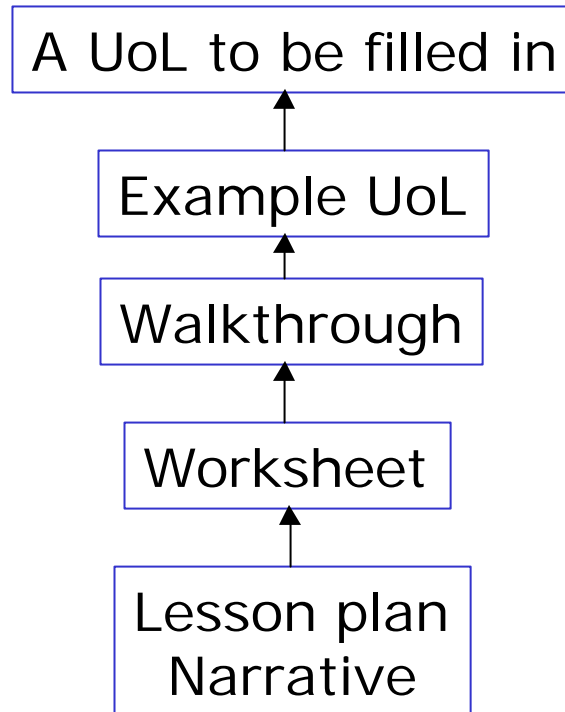 A UoL to be filled in
Example UoL
Walkthrough
Worksheet
Lesson plan
Narrative